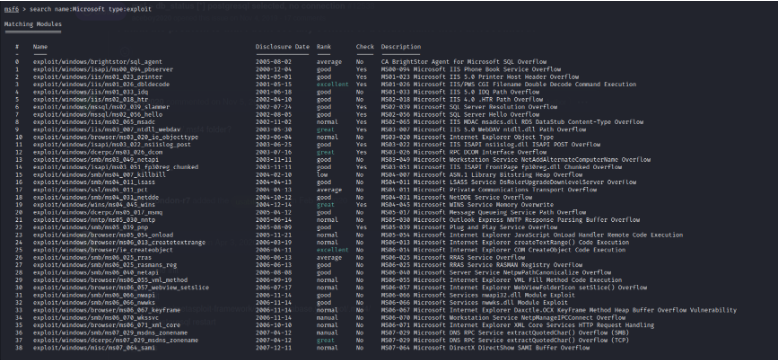 msf6 > search name:Microsoft type:exploit
Matching Modules
# Name Disclosure Date Rank Check Description
0 exploit/windows/brightstor/sql_agent 2005-08-02 average No CA BrightStor Agent for Microsoft SQL Overflow
1 exploit/windows/isapi/ms00_094_pbserver 2000-12-04 good Yes MS00-094 Microsoft IIS Phone Book Service Overflow
2 exploit/windows/iis/ms01_023_printer 2001-05-01 good Yes MS01-023 Microsoft IIS 5.0 Printer Host Header Overflow
3 exploit/windows/iis/ms01_026_dbldecode 2001-05-15 excellent Yes MS01-026 Microsoft IIS/PWS CGI Filename Double Decode Command Execution
4 exploit/windows/iis/ms01_033_idq 2001-06-18 good No MS01-033 Microsoft IIS 5.0 IDQ Path Overflow
5 exploit/windows/iis/ms02_018_htr 2002-04-10 good No MS02-018 Microsoft IIS 4.0 .HTR Path Overflow
6 exploit/windows/mssql/ms02_039_slammer 2002-07-24 good Yes MS02-039 Microsoft SQL Server Resolution Overflow
7 exploit/windows/mssql/ms02_056_hello 2002-08-05 good Yes MS02-056 Microsoft SQL Server Hello Overflow
8 exploit/windows/iis/ms02_065_msadc 2002-11-02 normal Yes MS02-065 Microsoft IIS MDAC msadcs.dll RDS DataStub Content-Type Overflow
9 exploit/windows/iis/ms03_007_ntdll_webdav 2003-05-30 great Yes MS03-007 Microsoft IIS 5.0 WebDAV ntdll.dll Path Overflow
10 exploit/windows/browser/ms03_020_ie_objecttype 2003-06-04 normal No MS03-020 Microsoft Internet Explorer Object Type
11 exploit/windows/isapi/ms03_022_nsiislog_post 2003-06-25 good Yes MS03-022 Microsoft IIS ISAPI nsiislog.dll ISAPI POST Overflow
12 exploit/windows/dcerpc/ms03_026_dcom 2003-07-16 great Yes MS03-026 Microsoft RPC DCOM Interface Overflow
13 exploit/windows/smb/ms03_049_netapi 2003-11-11 good No MS03-049 Microsoft Workstation Service NetAddAlternateComputerName Overflow
14 exploit/windows/isapi/ms03_051_fp30reg_chunked 2003-11-11 good Yes MS03-051 Microsoft IIS ISAPI FrontPage fp30reg.dll Chunked Overflow
15 exploit/windows/smb/ms04_007_killbill 2004-02-10 low No MS04-007 Microsoft ASN.1 Library Bitstring Heap Overflow
16 exploit/windows/smb/ms04_011_lsass 2004-04-13 good No MS04-011 Microsoft LSASS Service DsRolerUpgradeDownlevelServer Overflow
17 exploit/windows/ssl/ms04_011_pct 2004-04-13 average No MS04-011 Microsoft Private Communications Transport Overflow
18 exploit/windows/smb/ms04_031_netdde 2004-10-12 good No MS04-031 Microsoft NetDDE Service Overflow
19 exploit/windows/wins/ms04_045_wins 2004-12-14 great Yes MS04-045 Microsoft WINS Service Memory Overwrite
20 exploit/windows/dcerpc/ms05_017_msmq 2005-04-12 good No MS05-017 Microsoft Message Queueing Service Path Overflow
21 exploit/windows/nntp/ms05_030_nntp 2005-06-14 normal No MS05-030 Microsoft Outlook Express NNTP Response Parsing Buffer Overflow
22 exploit/windows/smb/ms05_039_pnp 2005-08-09 good Yes MS05-039 Microsoft Plug and Play Service Overflow
23 exploit/windows/browser/ms05_054_onload 2005-11-21 normal No MS05-054 Microsoft Internet Explorer JavaScript OnLoad Handler Remote Code Execution
24 exploit/windows/browser/ms06_013_createtextrange 2006-03-19 normal No MS06-013 Microsoft Internet Explorer createTextRange() Code Execution
25 exploit/windows/browser/ie_createobject 2006-04-11 excellent No MS06-014 Microsoft Internet Explorer COM CreateObject Code Execution
26 exploit/windows/smb/ms06_025_rras 2006-06-13 average No MS06-025 Microsoft RRAS Service Overflow
27 exploit/windows/smb/ms06_025_rasmans_reg 2006-06-13 good No MS06-025 Microsoft RRAS Service RASMAN Registry Overflow
28 exploit/windows/smb/ms06_040_netapi 2006-08-08 good No MS06-040 Microsoft Server Service NetpwPathCanonicalize Overflow
29 exploit/windows/browser/ms06_055_vml_method 2006-09-19 normal No MS06-055 Microsoft Internet Explorer VML Fill Method Code Execution
30 exploit/windows/browser/ms06_057_webview_setslice 2006-07-17 normal No MS06-057 Microsoft Internet Explorer WebViewFolderIcon setSlice() Overflow
31 exploit/windows/smb/ms06_066_nwapi 2006-11-14 good No MS06-066 Microsoft Services nwapi32.dll Module Exploit
32 exploit/windows/smb/ms06_066_nwwks 2006-11-14 good No MS06-066 Microsoft Services nwwks.dll Module Exploit
33 exploit/windows/browser/ms06_067_keyframe 2006-11-14 normal No MS06-067 Microsoft Internet Explorer Daxctle.OCX KeyFrame Method Heap Buffer Overflow Vulnerability
34 exploit/windows/smb/ms06_070_wkssvc 2006-11-14 manual No MS06-070 Microsoft Workstation Service NetpManageIPCConnect Overflow
35 exploit/windows/browser/ms06_071_xml_core 2006-10-10 normal No MS06-071 Microsoft Internet Explorer XML Core Services HTTP Request Handling
36 exploit/windows/smb/ms07_029_msdns_zonename 2007-04-12 manual No MS07-029 Microsoft DNS RPC Service extractQuotedChar() Overflow (SMB)
37 exploit/windows/dcerpc/ms07_029_msdns_zonename 2007-04-12 great No MS07-029 Microsoft DNS RPC Service extractQuotedChar() Overflow (TCP)
38 exploit/windows/misc/ms07_064_sami 2007-12-11 normal No MS07-064 Microsoft DirectX DirectShow SAMI Buffer Overflow